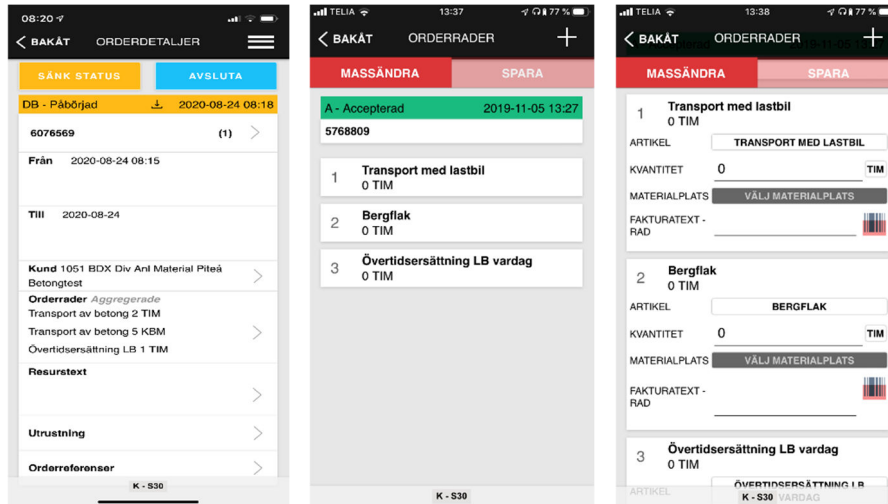 08:20
BAKÅT ORDERDETALJER
SÄNK STATUS AVSLUTA
DB - Påbörjad 2020-08-24 08:18
6076569 (1)
Från 2020-08-24 08:15
Till 2020-08-24
Kund 1051 BDX Div Anl Material Piteå
Betongtest
Orderrader Aggregerade
Transport av betong 2 TIM
Transport av betong 5 KBM
Övertidsersättning LB 1 TIM
Resurstext
Utrustning
Orderreferenser
K - S30
TELIA 13:37 77 %
BAKÅT ORDERRADER
MASSÄNDRA SPARA
A - Accepterad 2019-11-05 13:27
5768809
1 Transport med lastbil
0 TIM
2 Bergflak
0 TIM
3 Övertidsersättning LB vardag
0 TIM
K - S30
TELIA 13:38 77 %
BAKÅT ORDERRADER
MASSÄNDRA SPARA
1 Transport med lastbil
0 TIM
ARTIKEL TRANSPORT MED LASTBIL
KVANTITET 0 TIM
MATERIALPLATS VÄLJ MATERIALPLATS
FAKTURATEXT -
RAD
2 Bergflak
0 TIM
ARTIKEL BERGFLAK
KVANTITET 0 TIM
MATERIALPLATS VÄLJ MATERIALPLATS
FAKTURATEXT -
RAD
3 Övertidsersättning LB vardag
0 TIM
ARTIKEL ÖVERTIDSERSÄTTNING LB
VARDAG
K - S30